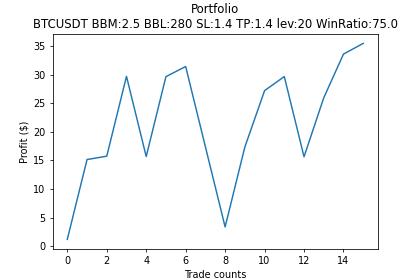 Portfolio
BTCUSDT BBM:2.5 BBL:280 SL:1.4 TP:1.4 lev:20 WinRatio:75.0
35
30
25
20
15
10
5
0
Profit ($)
0 2 4 6 8 10 12 14
Trade counts